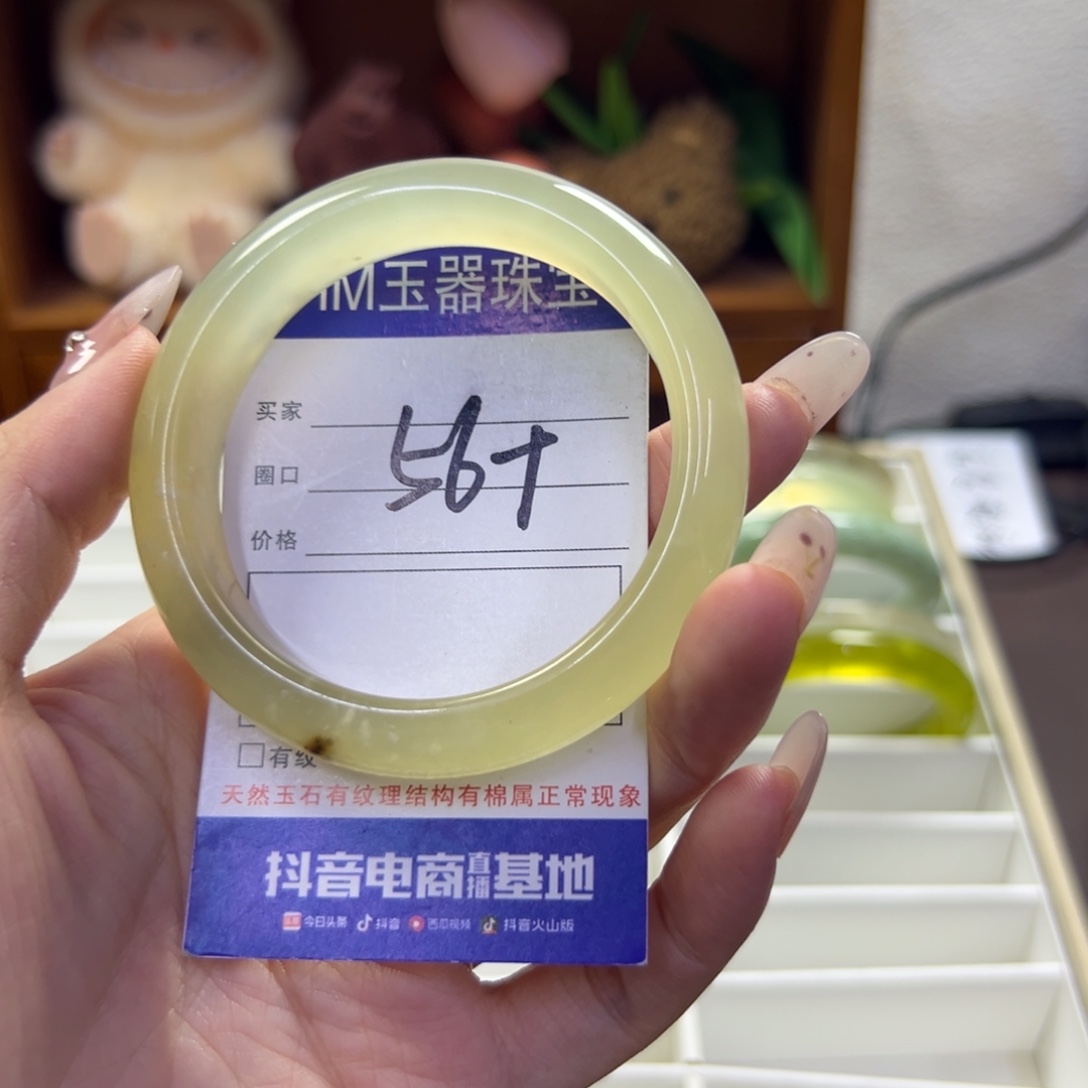 M玉器珠宝
买家
圈口
56+
价格
有纹
天然玉石有纹理结构有棉属正常现象
抖音电商直播基地
今日头条 抖音 西瓜视频 抖音火山版